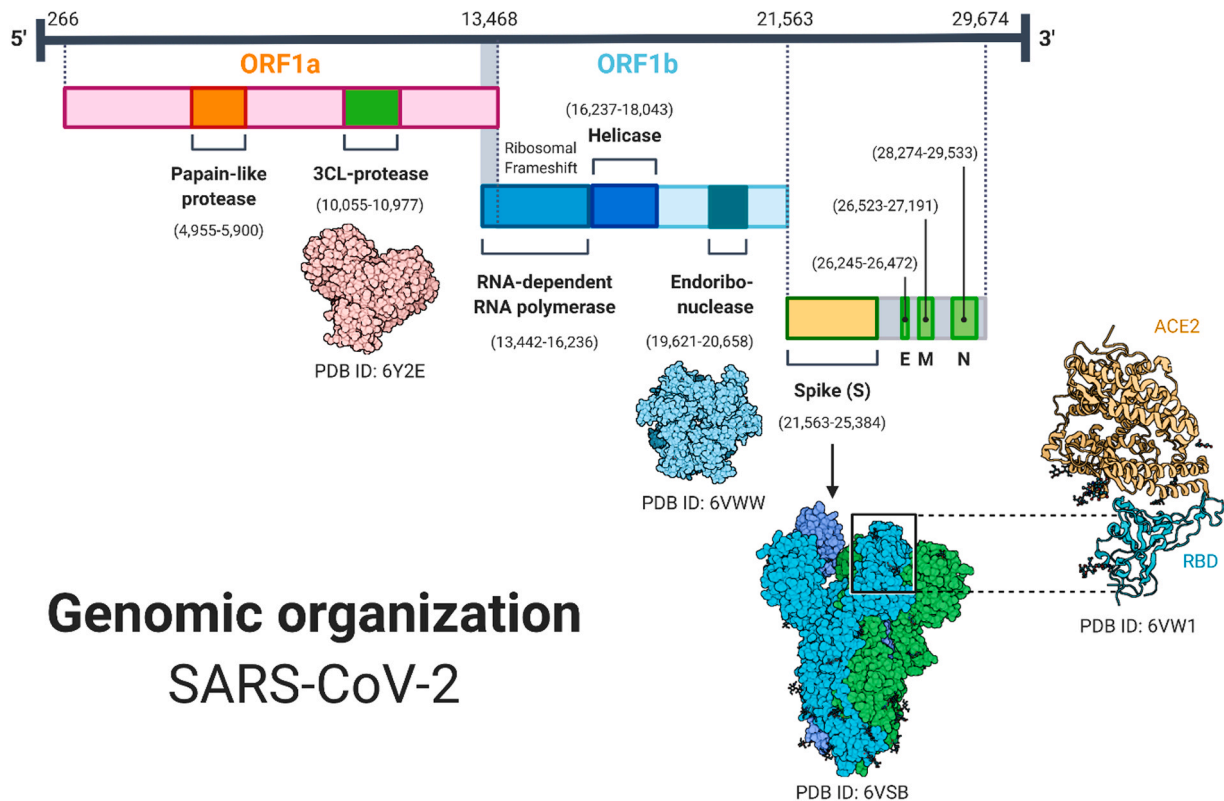 266
13,468
21,563
29,674
5'
3'
ORF1a
ORF1b
(16,237-18,043)
Helicase
Ribosomal
Frameshift
(28,274-29,533)
Papain-like
protease
(4,955-5,900)
3CL-protease
(10,055-10,977)
(26,523-27,191)
(26,245-26,472)
RNA-dependent
RNA polymerase
(13,442-16,236)
Endoribo-
nuclease
(19,621-20,658)
E M N
ACE2
PDB ID: 6Y2E
Spike (S)
(21,563-25,384)
PDB ID: 6VWW
RBD
PDB ID: 6VW1
Genomic organization
SARS-CoV-2
PDB ID: 6VSB